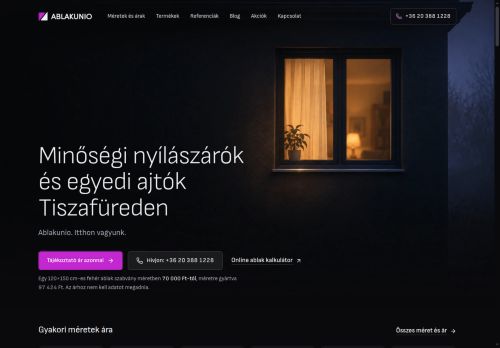 ABLAKUNIO
Méretek és árak
Termékek
Referenciák
Blog
Akciók
Kapcsolat
+36 20 388 1228
Minőségi nyílászárók
és egyedi ajtók
Tiszafüreden
Ablakunio. Itthon vagyunk.
Tájékoztató ár azonnal →
Hívjon: +36 20 388 1228
Online ablak kalkulátor ↗
Egy 120×150 cm-es fehér ablak szabvány méretben 70 000 Ft-tól, méretre gyártva
87 424 Ft. Az árhoz nem kell adatot megadnia.
Gyakori méretek ára
Összes méret és ár →